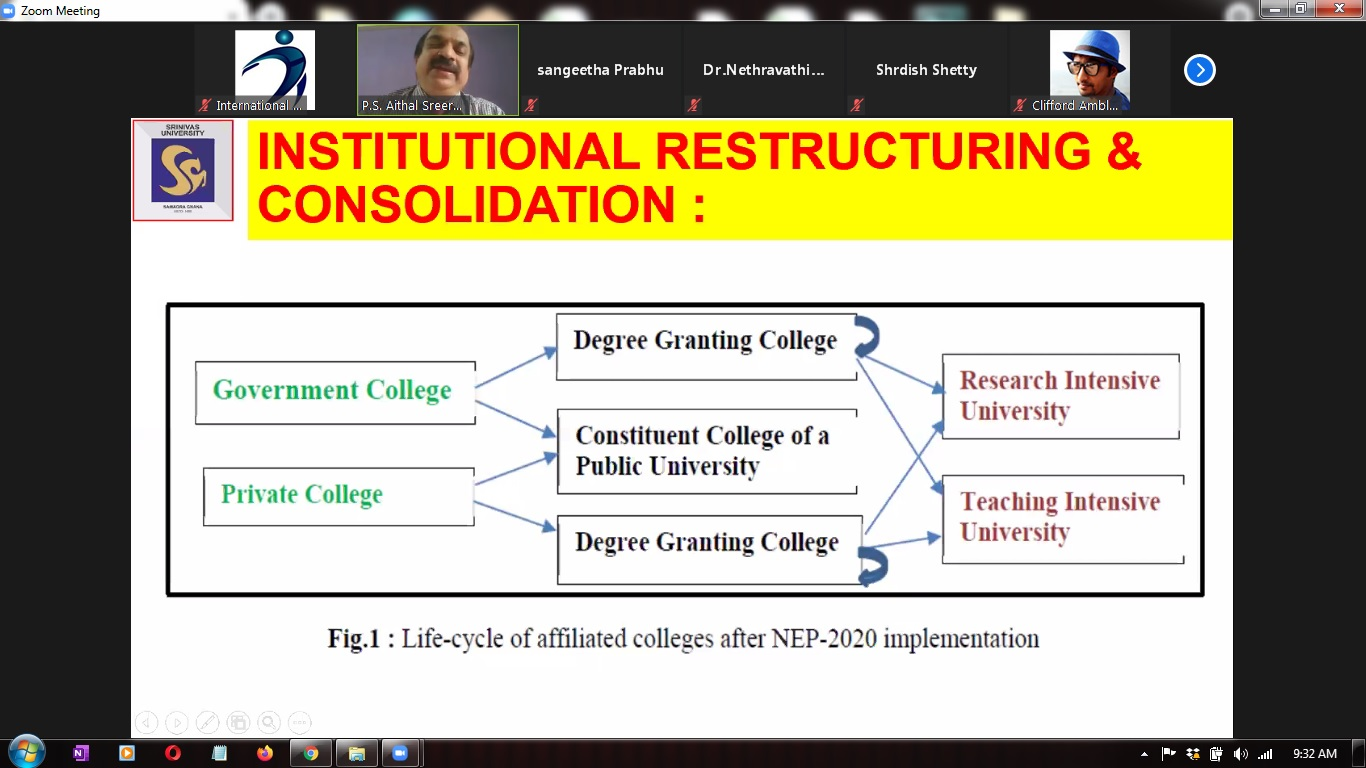 Zoom Meeting
International ...
P.S. Aithal Sreer...
sangeetha Prabhu
Dr.Nethravathi...
Shrdish Shetty
Clifford Ambl...
SRINIVAS
UNIVERSITY
SAMAGRA GNANA
INSTITUTIONAL RESTRUCTURING &
CONSOLIDATION :
Degree Granting College
Government College
Research Intensive
University
Constituent College of a
Public University
Private College
Teaching Intensive
University
Degree Granting College
Fig.1 : Life-cycle of affiliated colleges after NEP-2020 implementation
9:32 AM